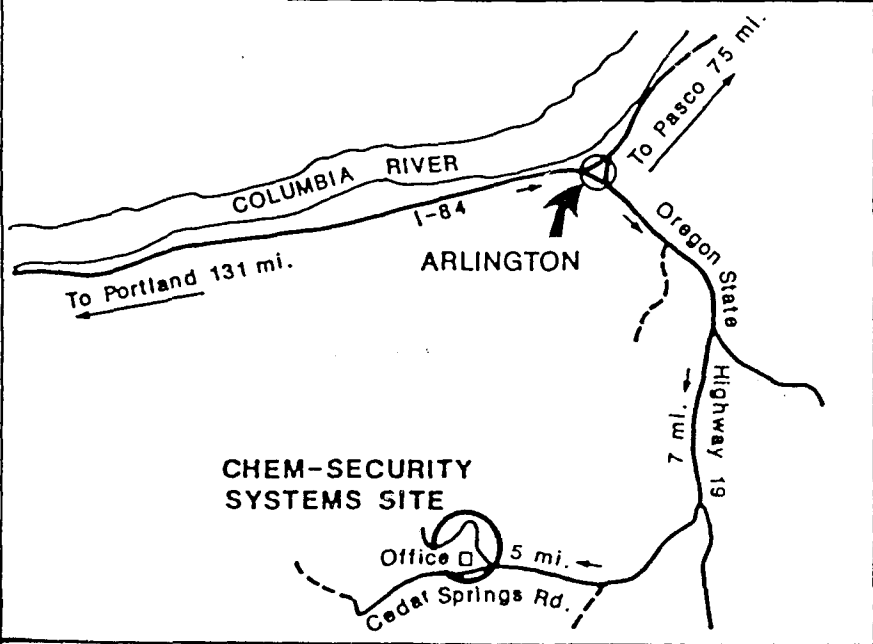 To Pasco 75 mi.
COLUMBIA RIVER
I-84
ARLINGTON
To Portland 131 mi.
Oregon State
Highway 19
7 mi.
CHEM-SECURITY
SYSTEMS SITE
Office
5 mi.
Cedar Springs Rd.